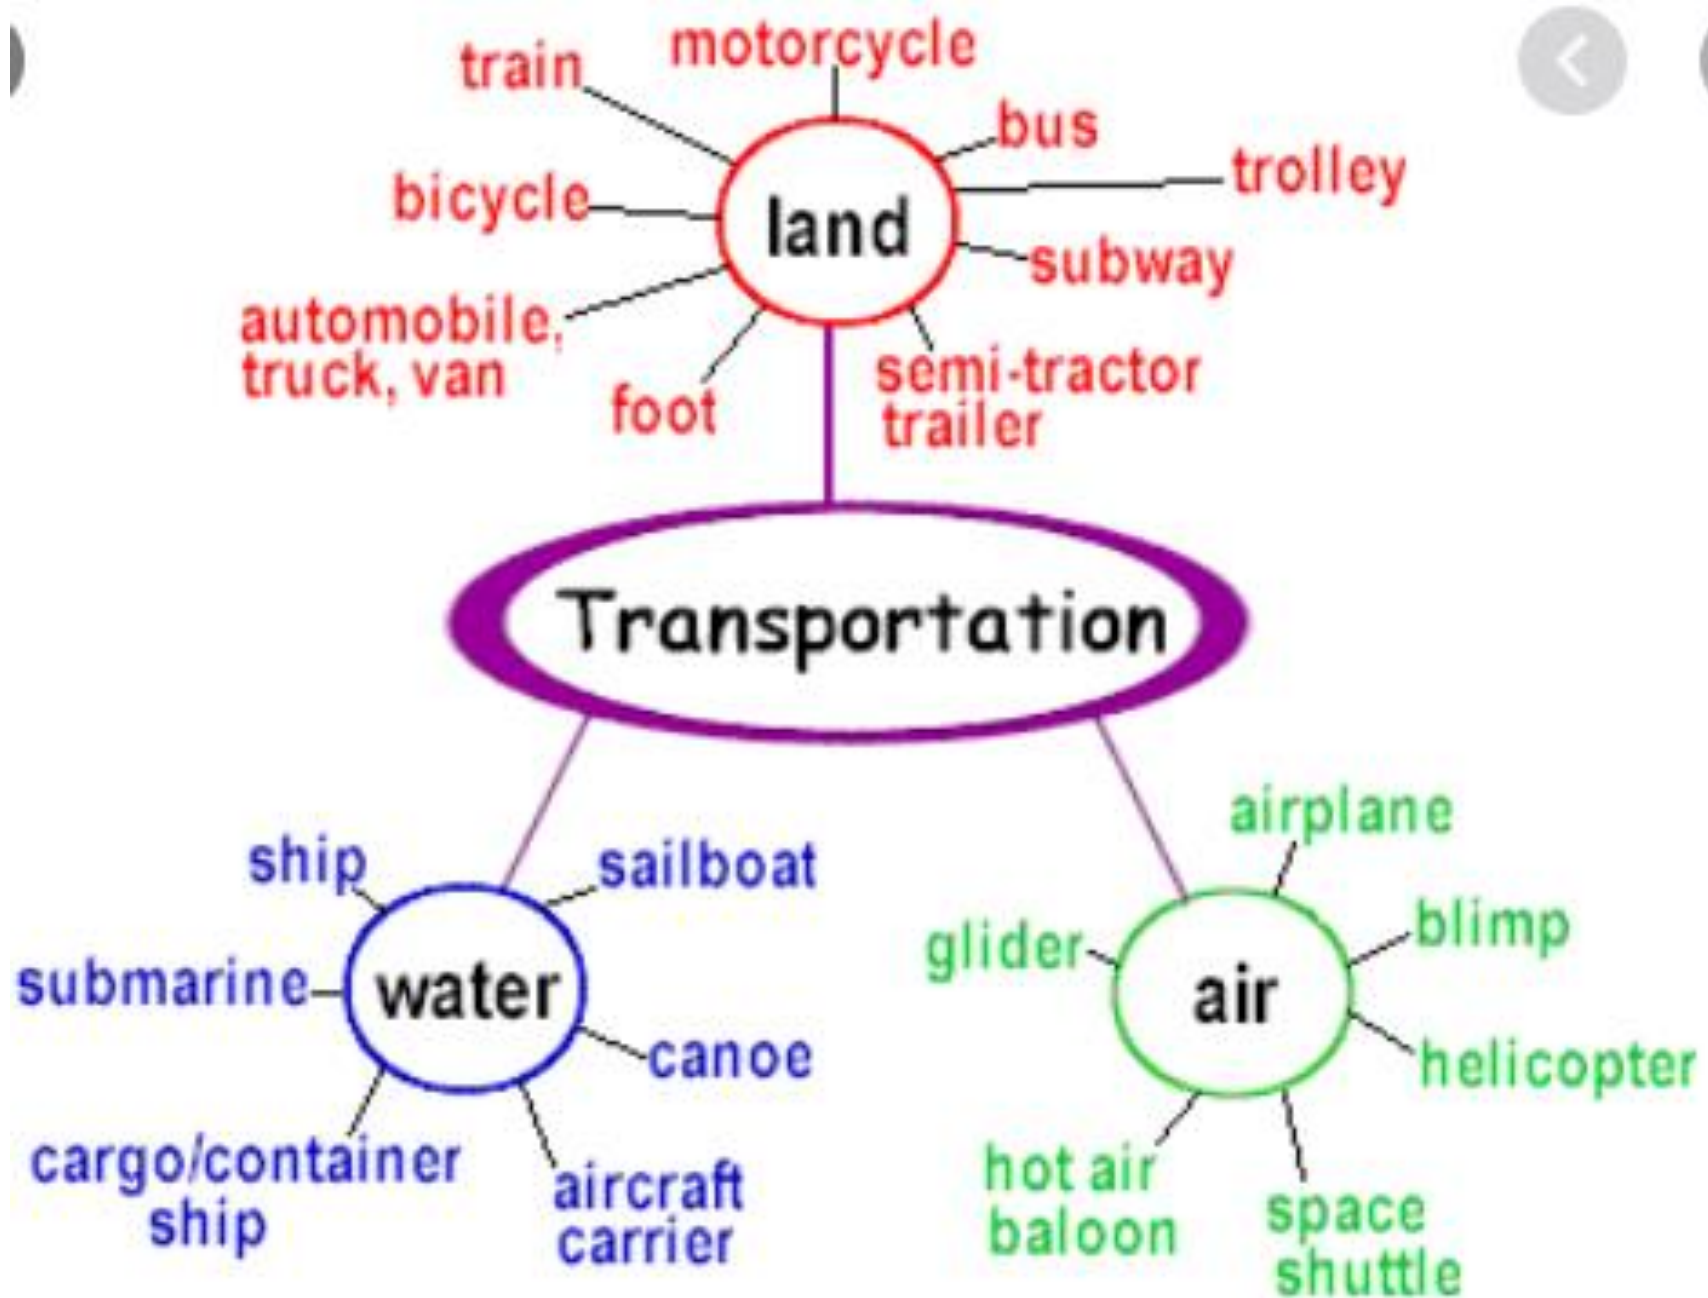 motorcycle
train
bus
trolley
bicycle
land
subway
automobile,
truck, van
foot
semi-tractor
trailer
Transportation
ship
sailboat
submarine
water
canoe
cargo/container
ship
aircraft
carrier
airplane
glider
blimp
air
helicopter
hot air
baloon
space
shuttle